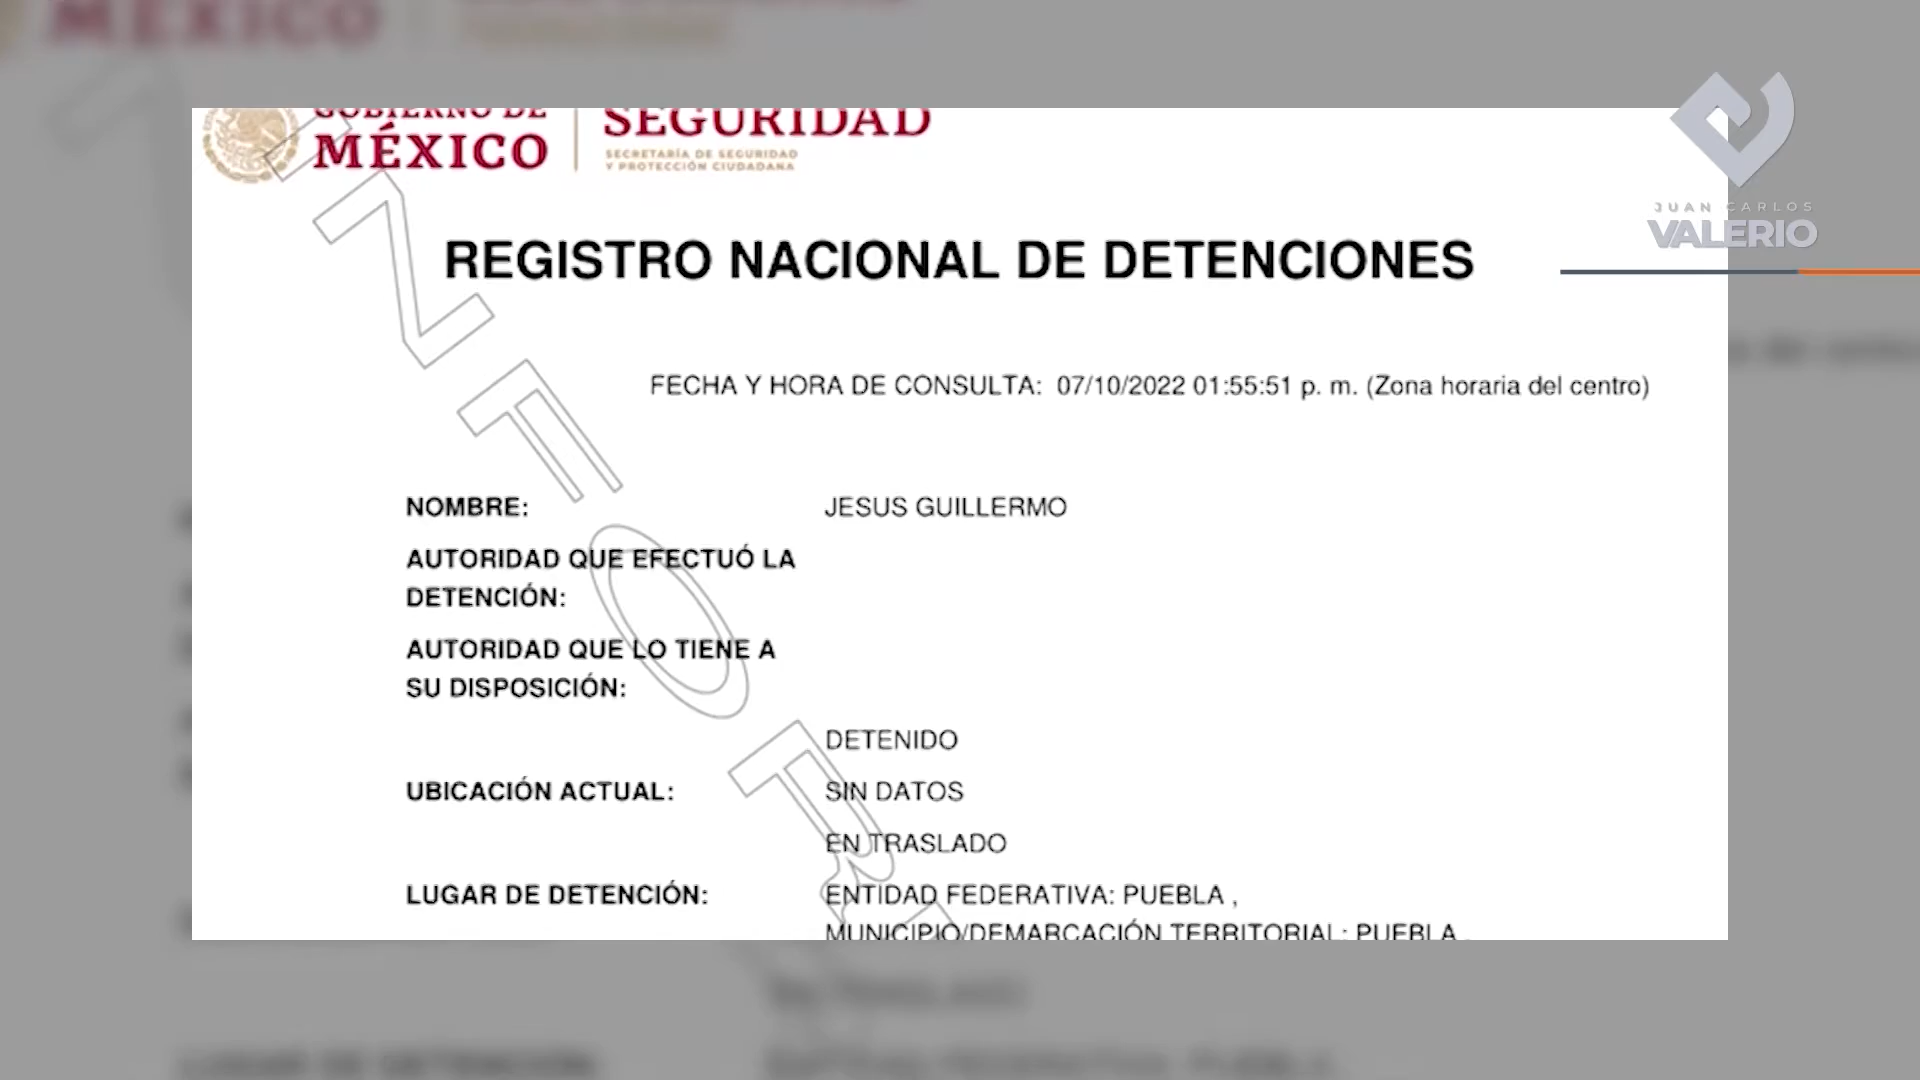 GOBIERNO DE
MÉXICO
SEGURIDAD
SECRETARÍA DE SEGURIDAD
Y PROTECCIÓN CIUDADANA
JUAN CARLOS
VALERIO
REGISTRO NACIONAL DE DETENCIONES
FECHA Y HORA DE CONSULTA: 07/10/2022 01:55:51 p. m. (Zona horaria del centro)
NOMBRE: JESUS GUILLERMO
AUTORIDAD QUE EFECTUÓ LA
DETENCIÓN:
AUTORIDAD QUE LO TIENE A
SU DISPOSICIÓN:
DETENIDO
UBICACIÓN ACTUAL: SIN DATOS
EN TRASLADO
LUGAR DE DETENCIÓN: ENTIDAD FEDERATIVA: PUEBLA ,
MUNICIPIO/DEMARCACIÓN TERRITORIAL: PUEBLA ,